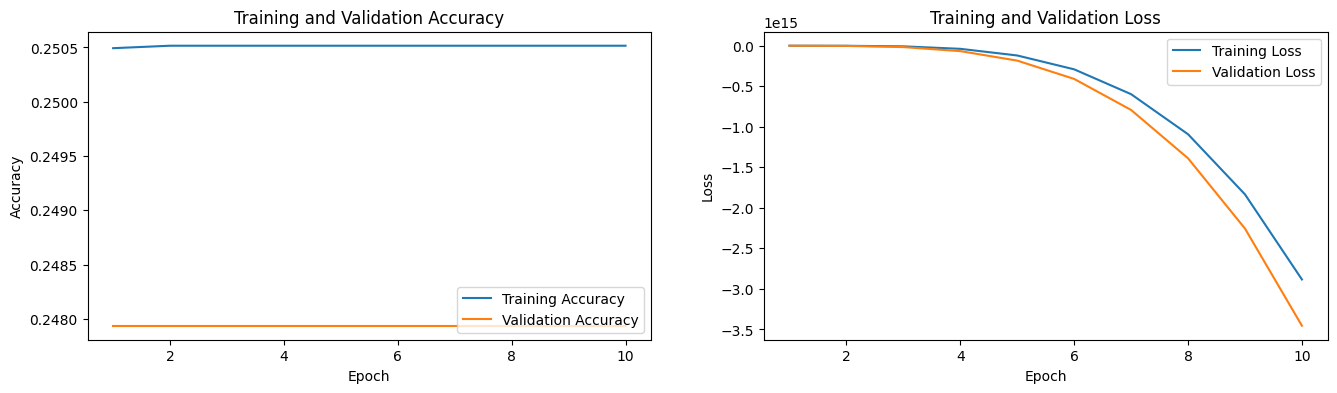 Training and Validation Accuracy
0.2505
0.2500
0.2495
0.2490
0.2485
0.2480
Accuracy
2
4
6
8
10
Epoch
Training Accuracy
Validation Accuracy
Training and Validation Loss
1e15
0.0
−0.5
−1.0
−1.5
−2.0
−2.5
−3.0
−3.5
Loss
2
4
6
8
10
Epoch
Training Loss
Validation Loss